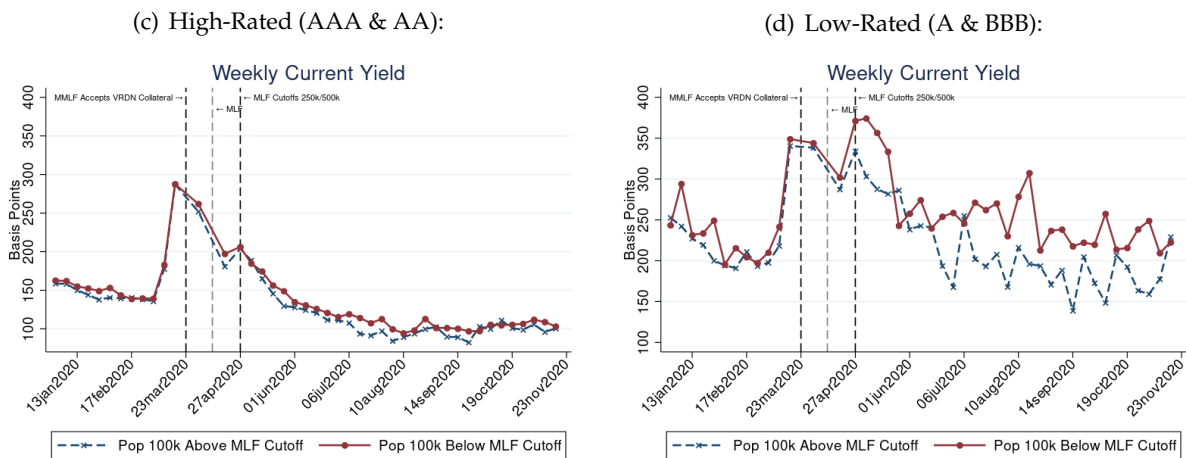 (c) High-Rated (AAA & AA):
Weekly Current Yield
MMLF Accepts VRDN Collateral →
← MLF Cutoffs 250k/500k
← MLF
Basis Points
400
350
300
250
200
150
100
13jan2020
17feb2020
23mar2020
27apr2020
01jun2020
06jul2020
10aug2020
14sep2020
19oct2020
23nov2020
Pop 100k Above MLF Cutoff
Pop 100k Below MLF Cutoff
(d) Low-Rated (A & BBB):
Weekly Current Yield
MMLF Accepts VRDN Collateral →
← MLF Cutoffs 250k/500k
← MLF
Basis Points
400
350
300
250
200
150
100
13jan2020
17feb2020
23mar2020
27apr2020
01jun2020
06jul2020
10aug2020
14sep2020
19oct2020
23nov2020
Pop 100k Above MLF Cutoff
Pop 100k Below MLF Cutoff